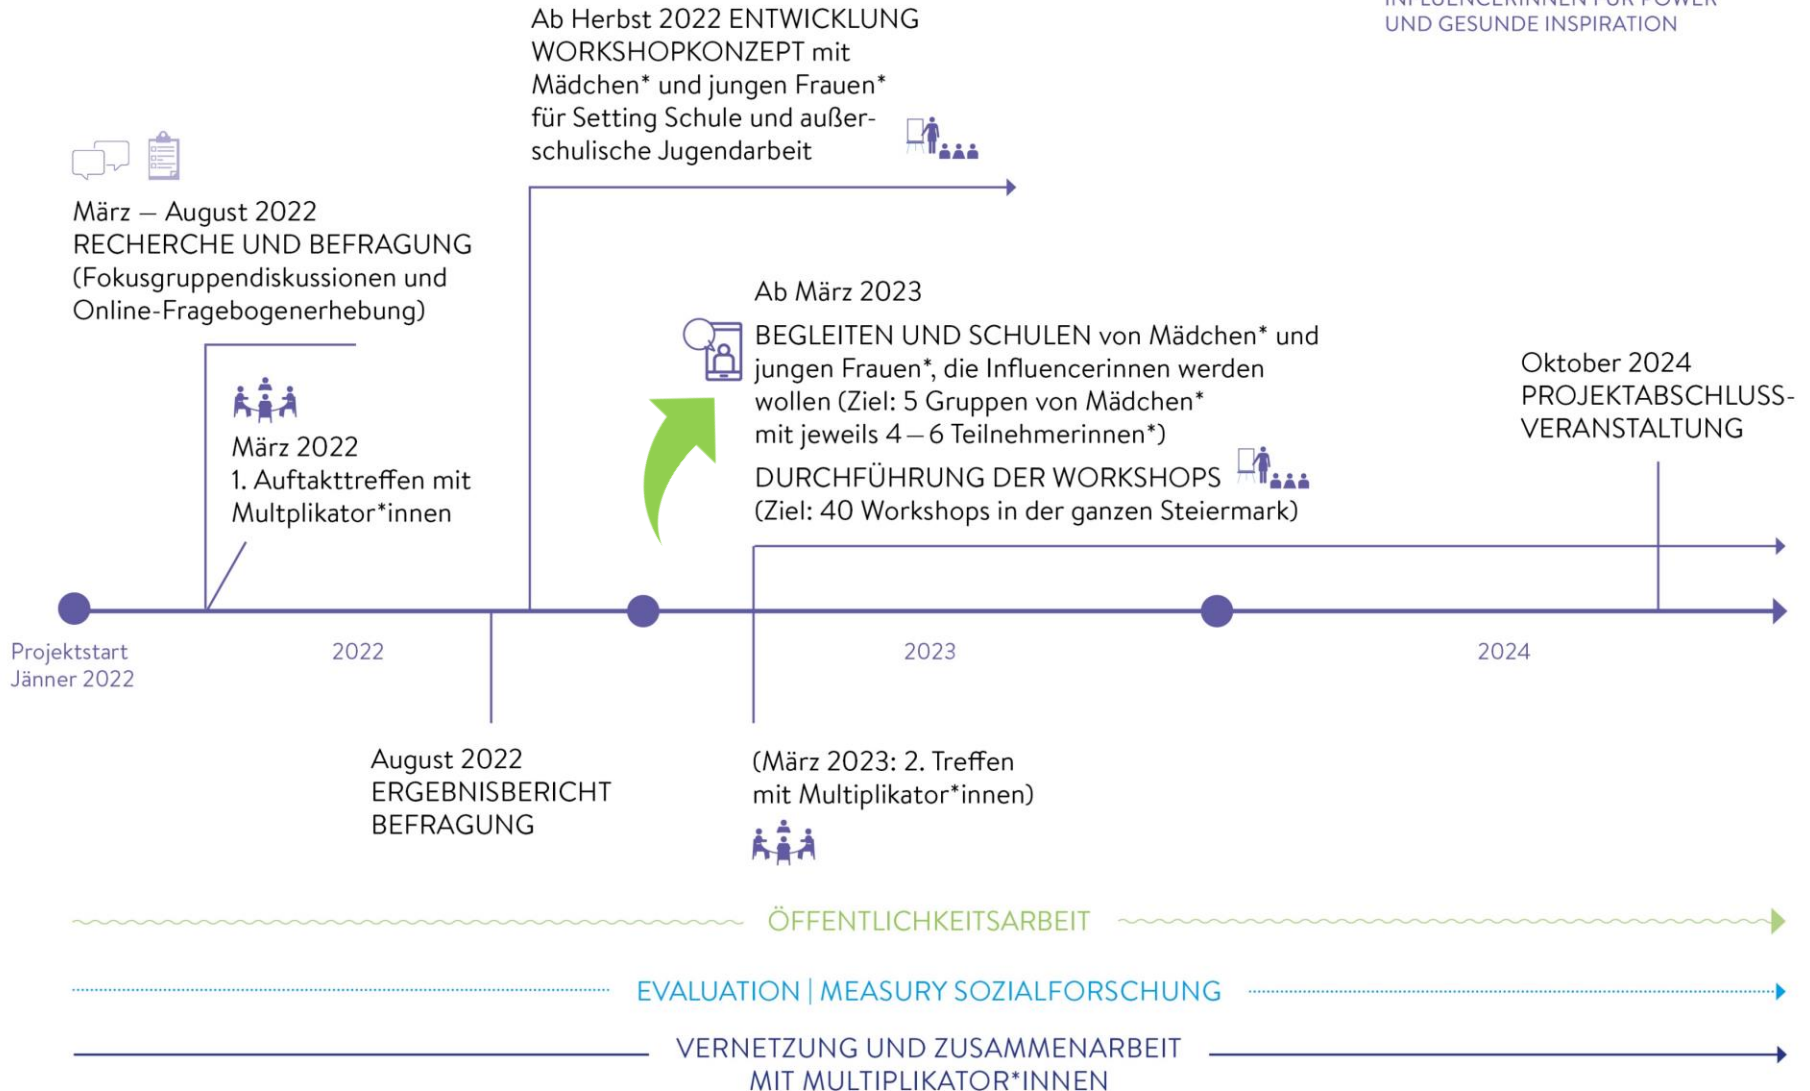 INFLUENCERINNEN FÜR POWER
UND GESUNDE INSPIRATION
Ab Herbst 2022 ENTWICKLUNG
WORKSHOPKONZEPT mit
Mädchen* und jungen Frauen*
für Setting Schule und außer-
schulische Jugendarbeit
März – August 2022
RECHERCHE UND BEFRAGUNG
(Fokusgruppendiskussionen und
Online-Fragebogenerhebung)
März 2022
1. Auftakttreffen mit
Multplikator*innen
Ab März 2023
BEGLEITEN UND SCHULEN von Mädchen* und
jungen Frauen*, die Influencerinnen werden
wollen (Ziel: 5 Gruppen von Mädchen*
mit jeweils 4 – 6 Teilnehmerinnen*)
DURCHFÜHRUNG DER WORKSHOPS
(Ziel: 40 Workshops in der ganzen Steiermark)
Oktober 2024
PROJEKTABSCHLUSS-
VERANSTALTUNG
Projektstart
Jänner 2022
2022
2023
2024
August 2022
ERGEBNISBERICHT
BEFRAGUNG
(März 2023: 2. Treffen
mit Multiplikator*innen)
ÖFFENTLICHKEITSARBEIT
EVALUATION | MEASURY SOZIALFORSCHUNG
VERNETZUNG UND ZUSAMMENARBEIT
MIT MULTIPLIKATOR*INNEN